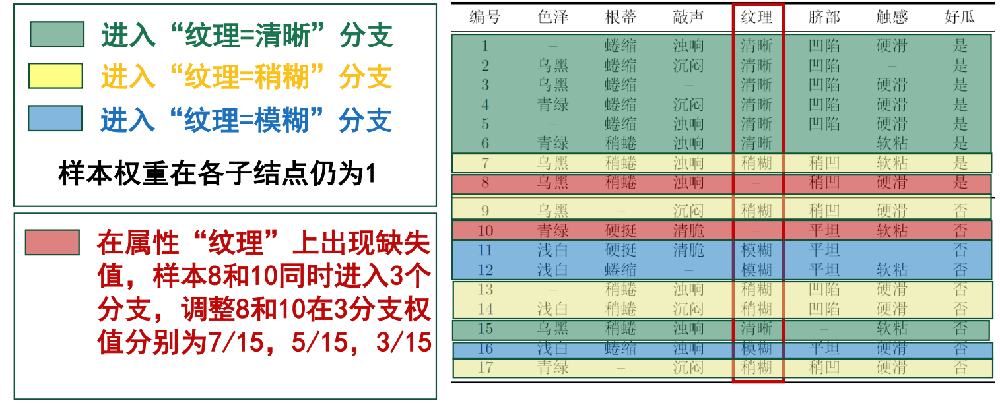 进入“纹理=清晰”分支
进入“纹理=稍糊”分支
进入“纹理=模糊”分支
样本权重在各子结点仍为1
在属性“纹理”上出现缺失
值，样本8和10同时进入3个
分支，调整8和10在3分支权
值分别为7/15，5/15，3/15
编号 色泽 根蒂 敲声 纹理 脐部 触感 好瓜
1 – 蜷缩 浊响 清晰 凹陷 硬滑 是
2 乌黑 蜷缩 沉闷 清晰 凹陷 – 是
3 乌黑 蜷缩 – 清晰 凹陷 硬滑 是
4 青绿 蜷缩 沉闷 清晰 凹陷 硬滑 是
5 – 蜷缩 浊响 清晰 凹陷 硬滑 是
6 青绿 稍蜷 浊响 清晰 – 软粘 是
7 乌黑 稍蜷 浊响 稍糊 稍凹 软粘 是
8 乌黑 稍蜷 浊响 – 稍凹 硬滑 是
9 乌黑 – 沉闷 稍糊 稍凹 硬滑 否
10 青绿 硬挺 清脆 – 平坦 软粘 否
11 浅白 硬挺 清脆 模糊 平坦 – 否
12 浅白 蜷缩 – 模糊 平坦 软粘 否
13 – 稍蜷 浊响 稍糊 凹陷 硬滑 否
14 浅白 稍蜷 沉闷 稍糊 凹陷 硬滑 否
15 乌黑 稍蜷 浊响 清晰 – 软粘 否
16 浅白 蜷缩 浊响 模糊 平坦 硬滑 否
17 青绿 – 沉闷 稍糊 稍凹 硬滑 否